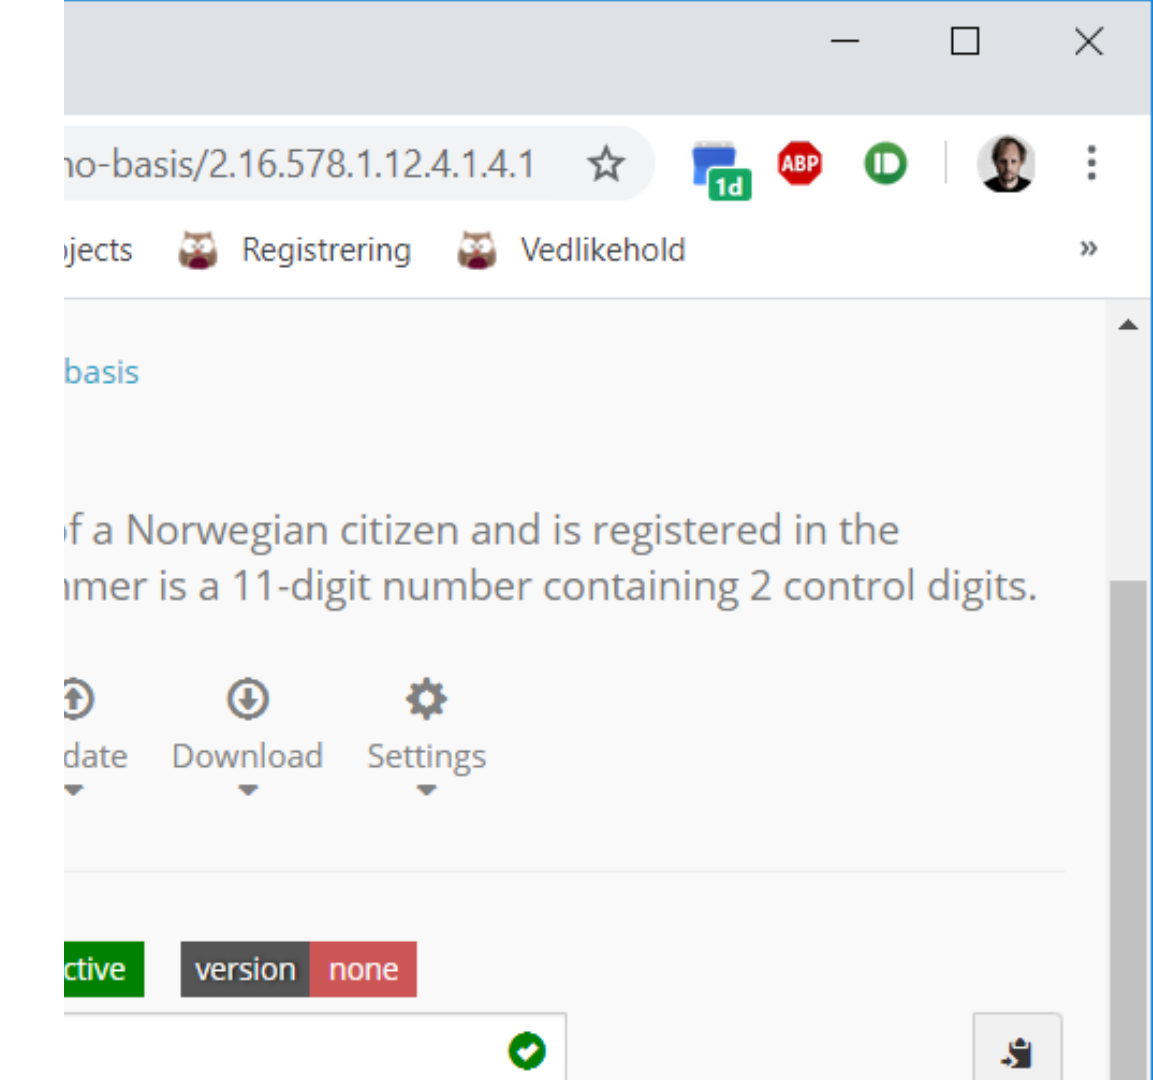 no-basis/2.16.578.1.12.4.1.4.1
1d
ABP
jects Registrering Vedlikehold
basis
of a Norwegian citizen and is registered in the
mmer is a 11-digit number containing 2 control digits.
date Download Settings
ctive version none